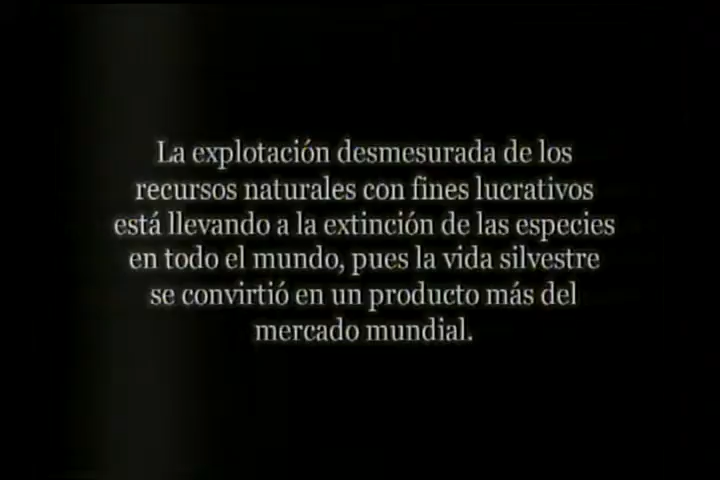 La explotación desmesurada de los
recursos naturales con fines lucrativos
está llevando a la extinción de las especies
en todo el mundo, pues la vida silvestre
se convirtió en un producto más del
mercado mundial.